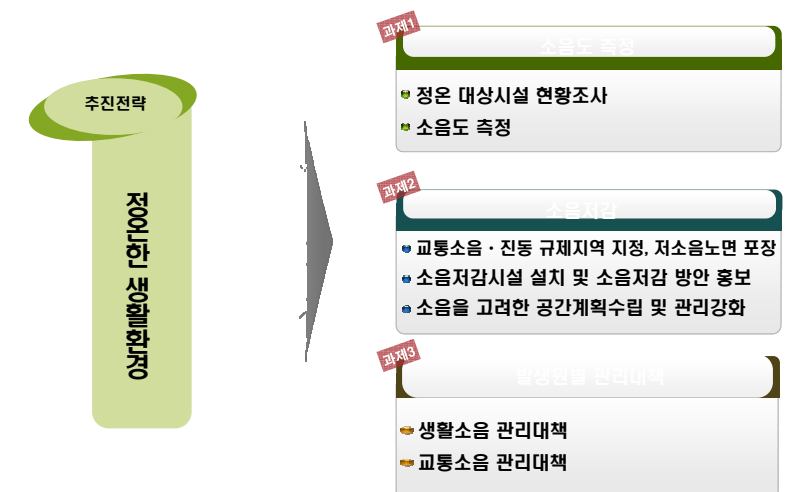 추진전략
정온한 생활환경
과제1
소음도 측정
정온 대상시설 현황조사
소음도 측정
과제2
소음저감
교통소음·진동 규제지역 지정, 저소음노면 포장
소음저감시설 설치 및 소음저감 방안 홍보
소음을 고려한 공간계획수립 및 관리강화
과제3
발생원별 관리대책
생활소음 관리대책
교통소음 관리대책